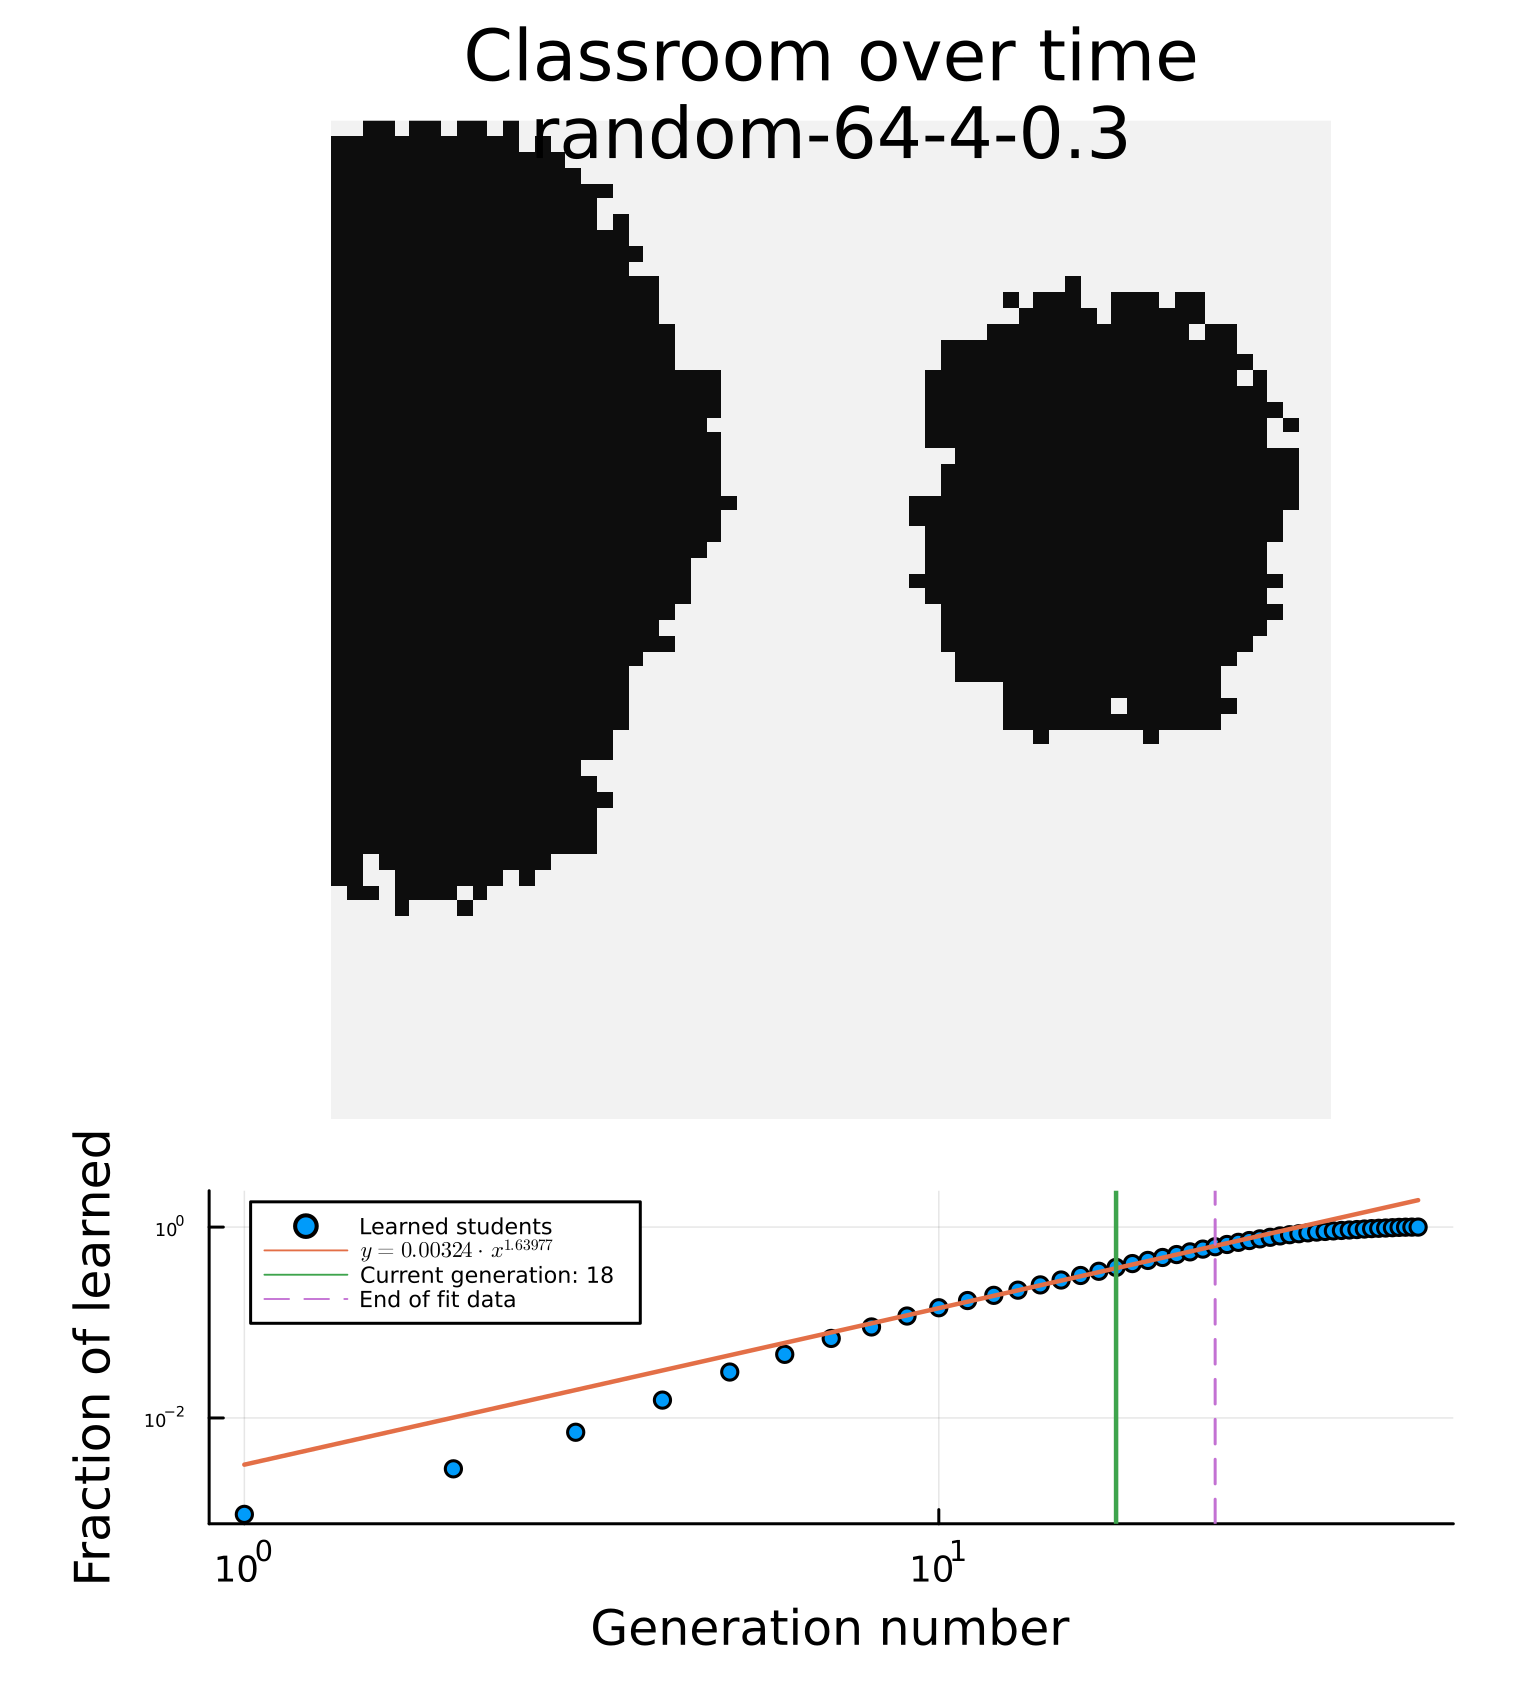 Classroom over time
random-64-4-0.3
Fraction of learned
10^0
10^−2
Learned students
y = 0.00324 · x^1.63977
Current generation: 18
End of fit data
10^0
10^1
Generation number